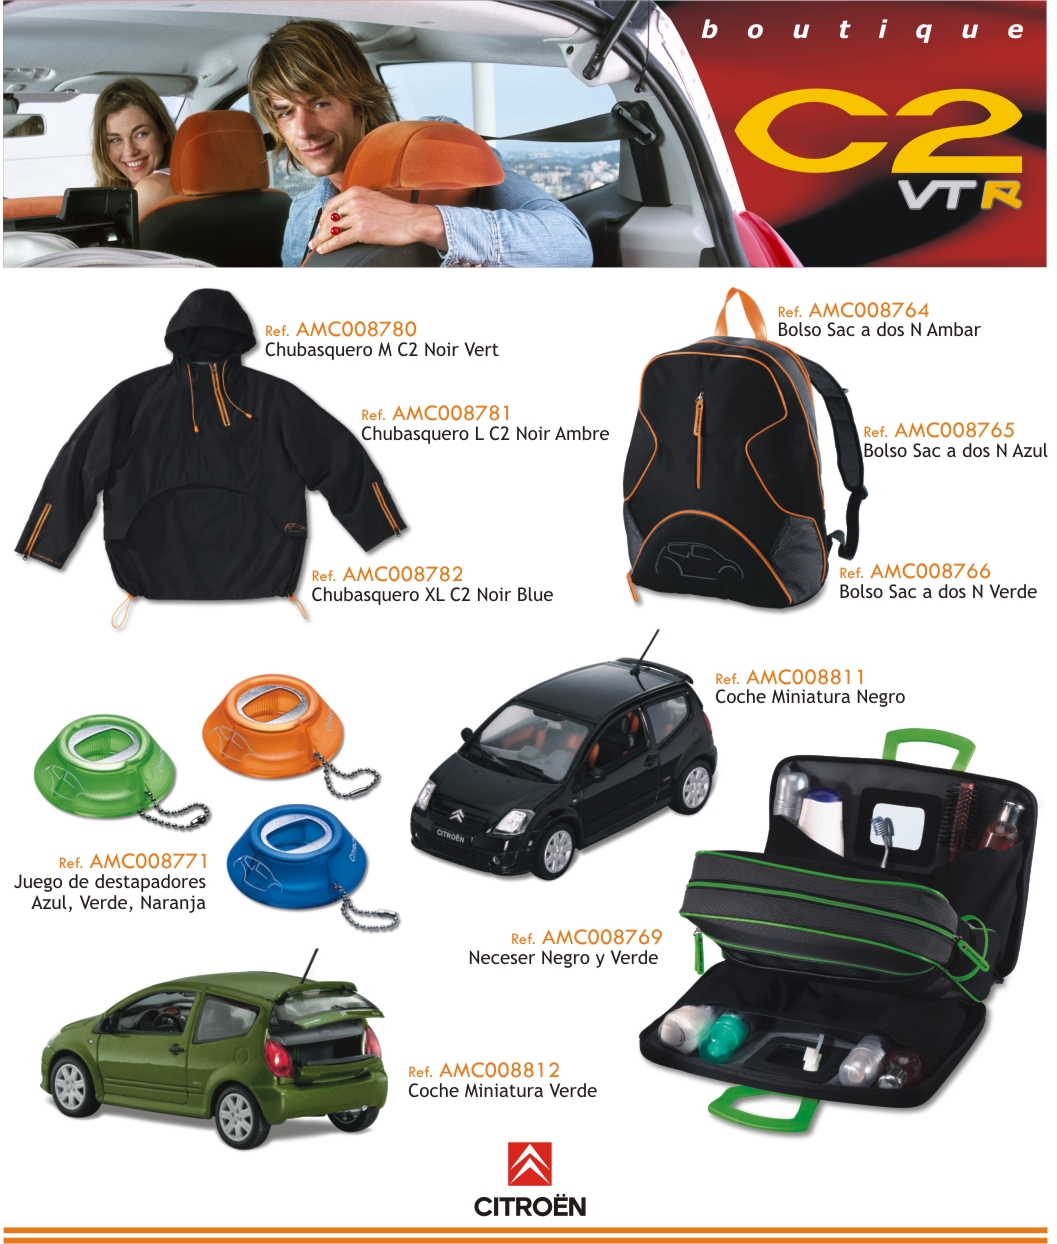 boutique
C2
VTR
Ref. AMC008780
Chubasquero M C2 Noir Vert
Ref. AMC008781
Chubasquero L C2 Noir Ambre
Ref. AMC008782
Chubasquero XL C2 Noir Blue
Ref. AMC008764
Bolso Sac a dos N Ambar
Ref. AMC008765
Bolso Sac a dos N Azul
Ref. AMC008766
Bolso Sac a dos N Verde
Ref. AMC008811
Coche Miniatura Negro
CITROËN
Ref. AMC008771
Juego de destapadores
Azul, Verde, Naranja
Ref. AMC008769
Neceser Negro y Verde
Ref. AMC008812
Coche Miniatura Verde
CITROËN